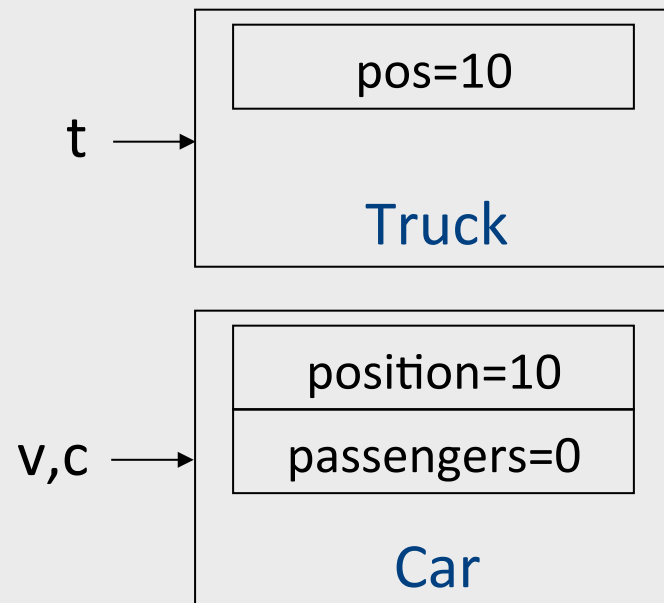 pos=10
t
Truck
position=10
v,c
passengers=0
Car